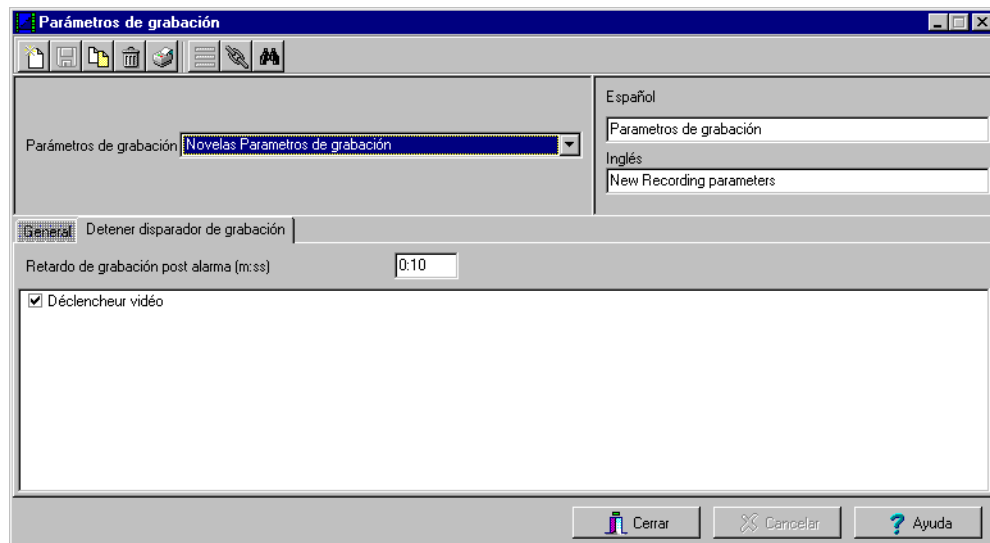 Parámetros de grabación
Español
Parametros de grabación
Parámetros de grabación Novelas Parametros de grabación
Inglés
New Recording parameters
General Detener disparador de grabación
Retardo de grabación post alarma (m:ss) 0:10
Déclencheur vidéo
Cerrar Cancelar Ayuda